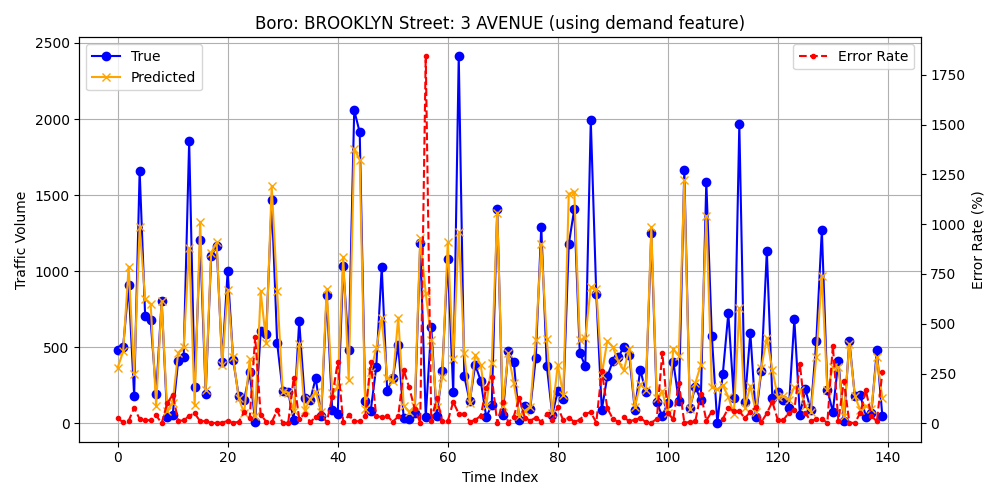 Boro: BROOKLYN Street: 3 AVENUE (using demand feature)
True
Predicted
Error Rate
2500
2000
1500
1000
500
0
Traffic Volume
1750
1500
1250
1000
750
500
250
0
Error Rate (%)
0 20 40 60 80 100 120 140
Time Index